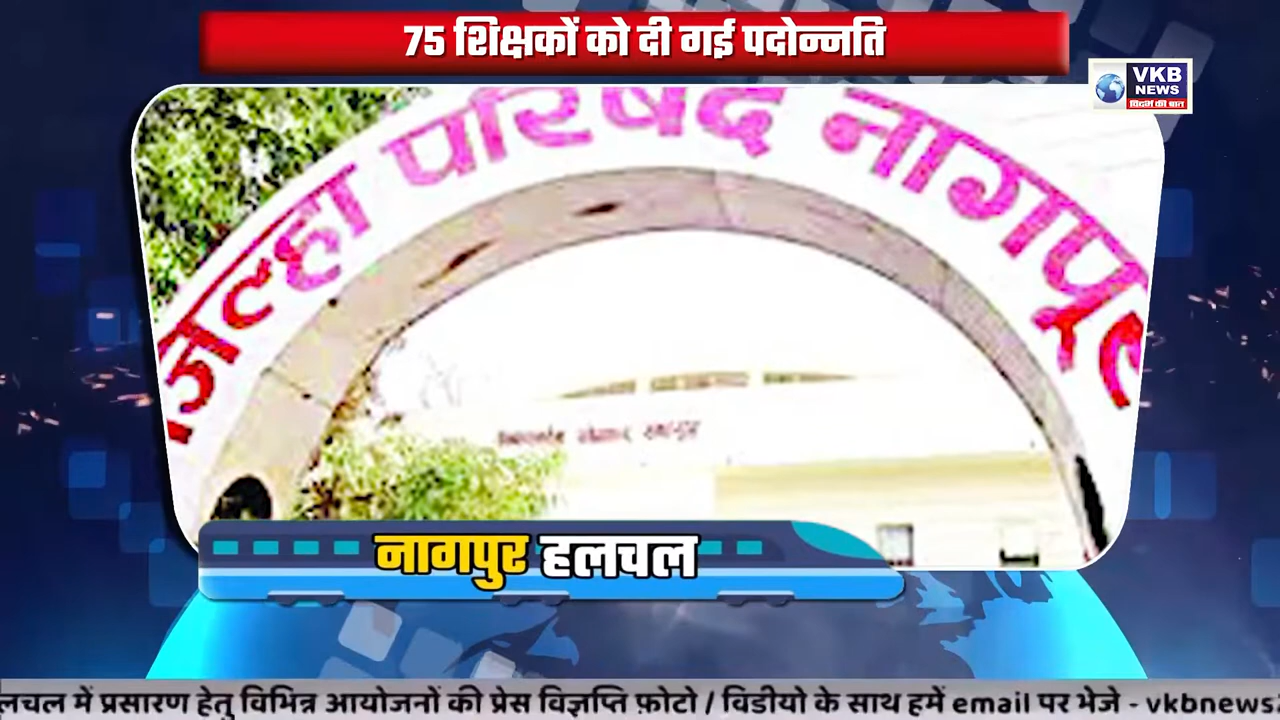 75 शिक्षकों को दी गई पदोन्नति
VKB
NEWS
विदर्भ की बात
जिल्हा परिषद नागपूर
नागपुर हलचल
लचल में प्रसारण हेतु विभिन्न आयोजनों की प्रेस विज्ञप्ति फ़ोटो / विडीयो के साथ हमें email पर भेजे - vkbnews